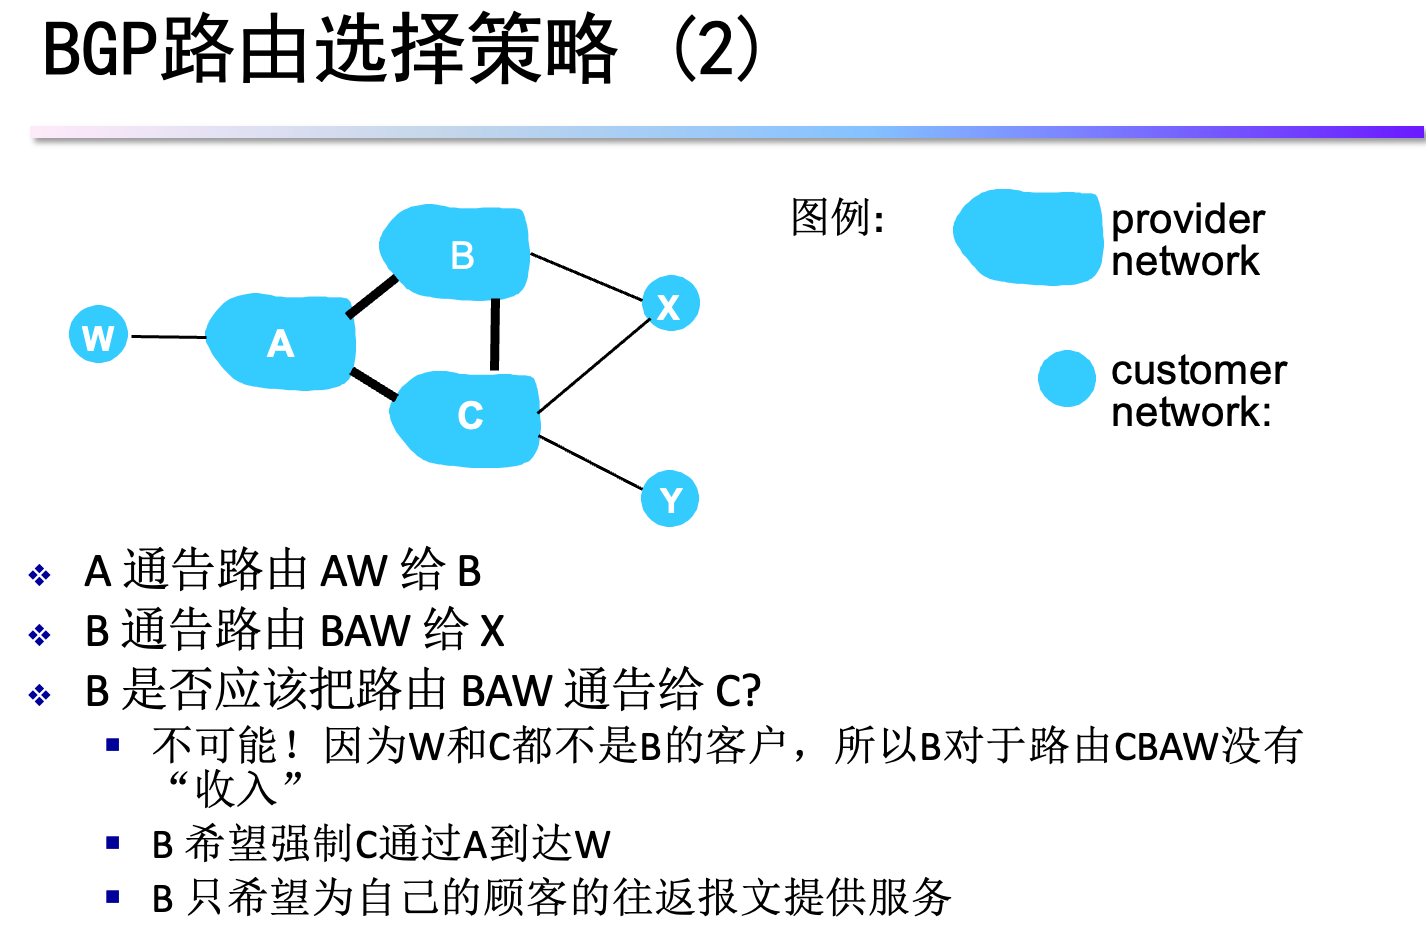 BGP路由选择策略 (2)
图例:
provider
network
customer
network:
B
X
W
A
C
Y
A 通告路由 AW 给 B
B 通告路由 BAW 给 X
B 是否应该把路由 BAW 通告给 C?
不可能！因为W和C都不是B的客户，所以B对于路由CBAW没有
“收入”
B 希望强制C通过A到达W
B 只希望为自己的顾客的往返报文提供服务